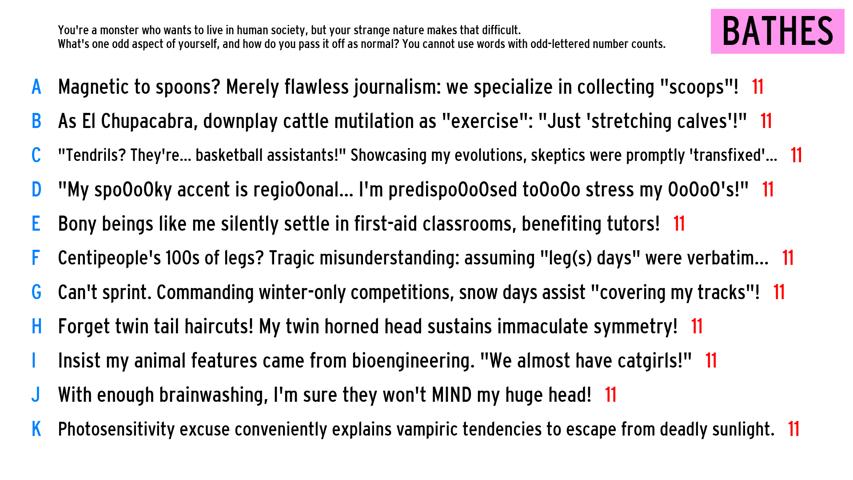 You're a monster who wants to live in human society, but your strange nature makes that difficult.
What's one odd aspect of yourself, and how do you pass it off as normal? You cannot use words with odd-lettered number counts.
BATHES
A Magnetic to spoons? Merely flawless journalism: we specialize in collecting "scoops"! 11
B As El Chupacabra, downplay cattle mutilation as "exercise": "Just 'stretching calves'!" 11
C "Tendrils? They're... basketball assistants!" Showcasing my evolutions, skeptics were promptly 'transfixed'... 11
D "My spoOoOky accent is regioOonal... I'm predispoOoOsed toOoOo stress my OoOoO's!" 11
E Bony beings like me silently settle in first-aid classrooms, benefiting tutors! 11
F Centipeople's 100s of legs? Tragic misunderstanding: assuming "leg(s) days" were verbatim... 11
G Can't sprint. Commanding winter-only competitions, snow days assist "covering my tracks"! 11
H Forget twin tail haircuts! My twin horned head sustains immaculate symmetry! 11
I Insist my animal features came from bioengineering. "We almost have catgirls!" 11
J With enough brainwashing, I'm sure they won't MIND my huge head! 11
K Photosensitivity excuse conveniently explains vampiric tendencies to escape from deadly sunlight. 11